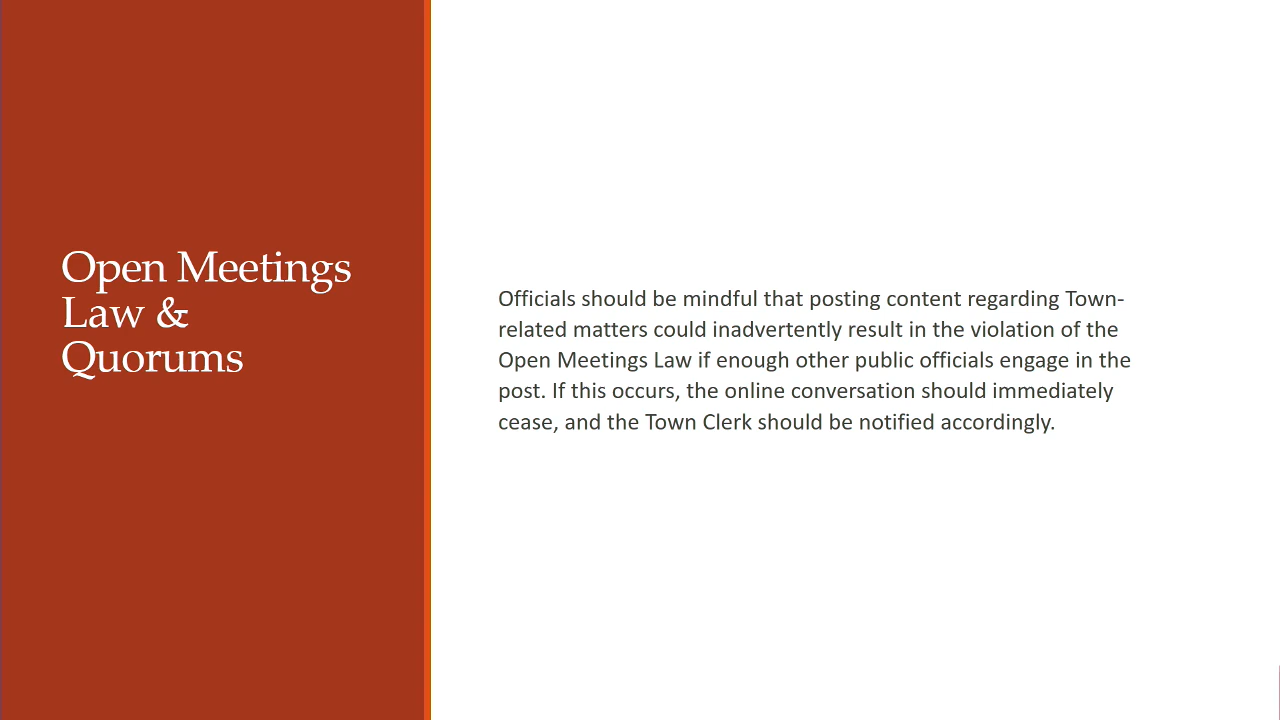 Open Meetings
Law &
Quorums
Officials should be mindful that posting content regarding Town-
related matters could inadvertently result in the violation of the
Open Meetings Law if enough other public officials engage in the
post. If this occurs, the online conversation should immediately
cease, and the Town Clerk should be notified accordingly.